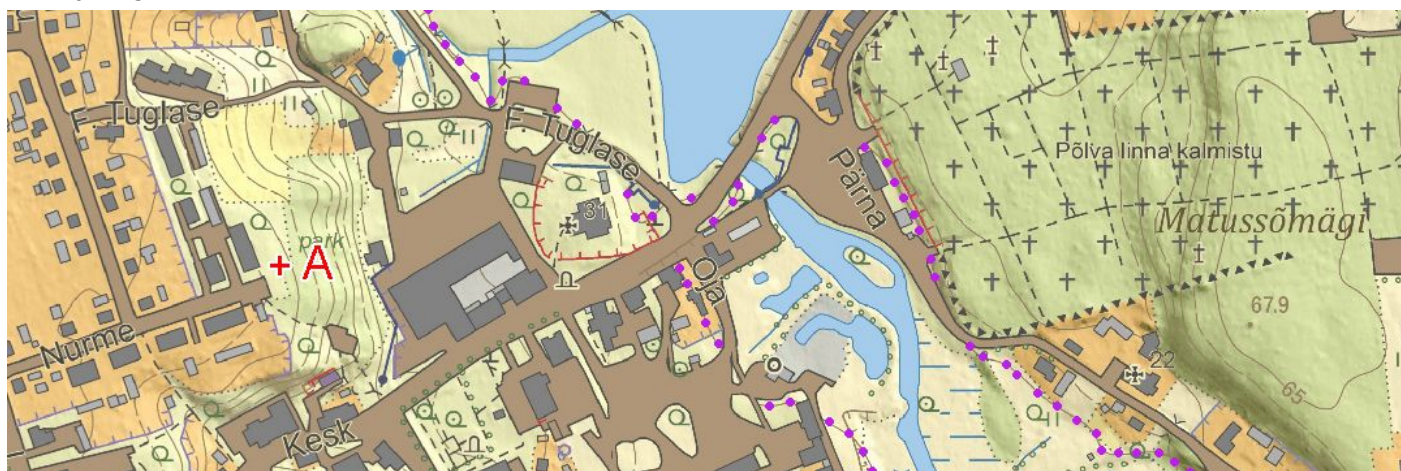 F. Tuglase
F. Tuglase
31
park
A
Nurme
Kesk
Oja
Pärna
Põlva linna kalmistu
Matussõmägi
67.9
65
22